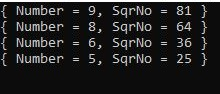 { Number = 9, SqrNo = 81 }
{ Number = 8, SqrNo = 64 }
{ Number = 6, SqrNo = 36 }
{ Number = 5, SqrNo = 25 }